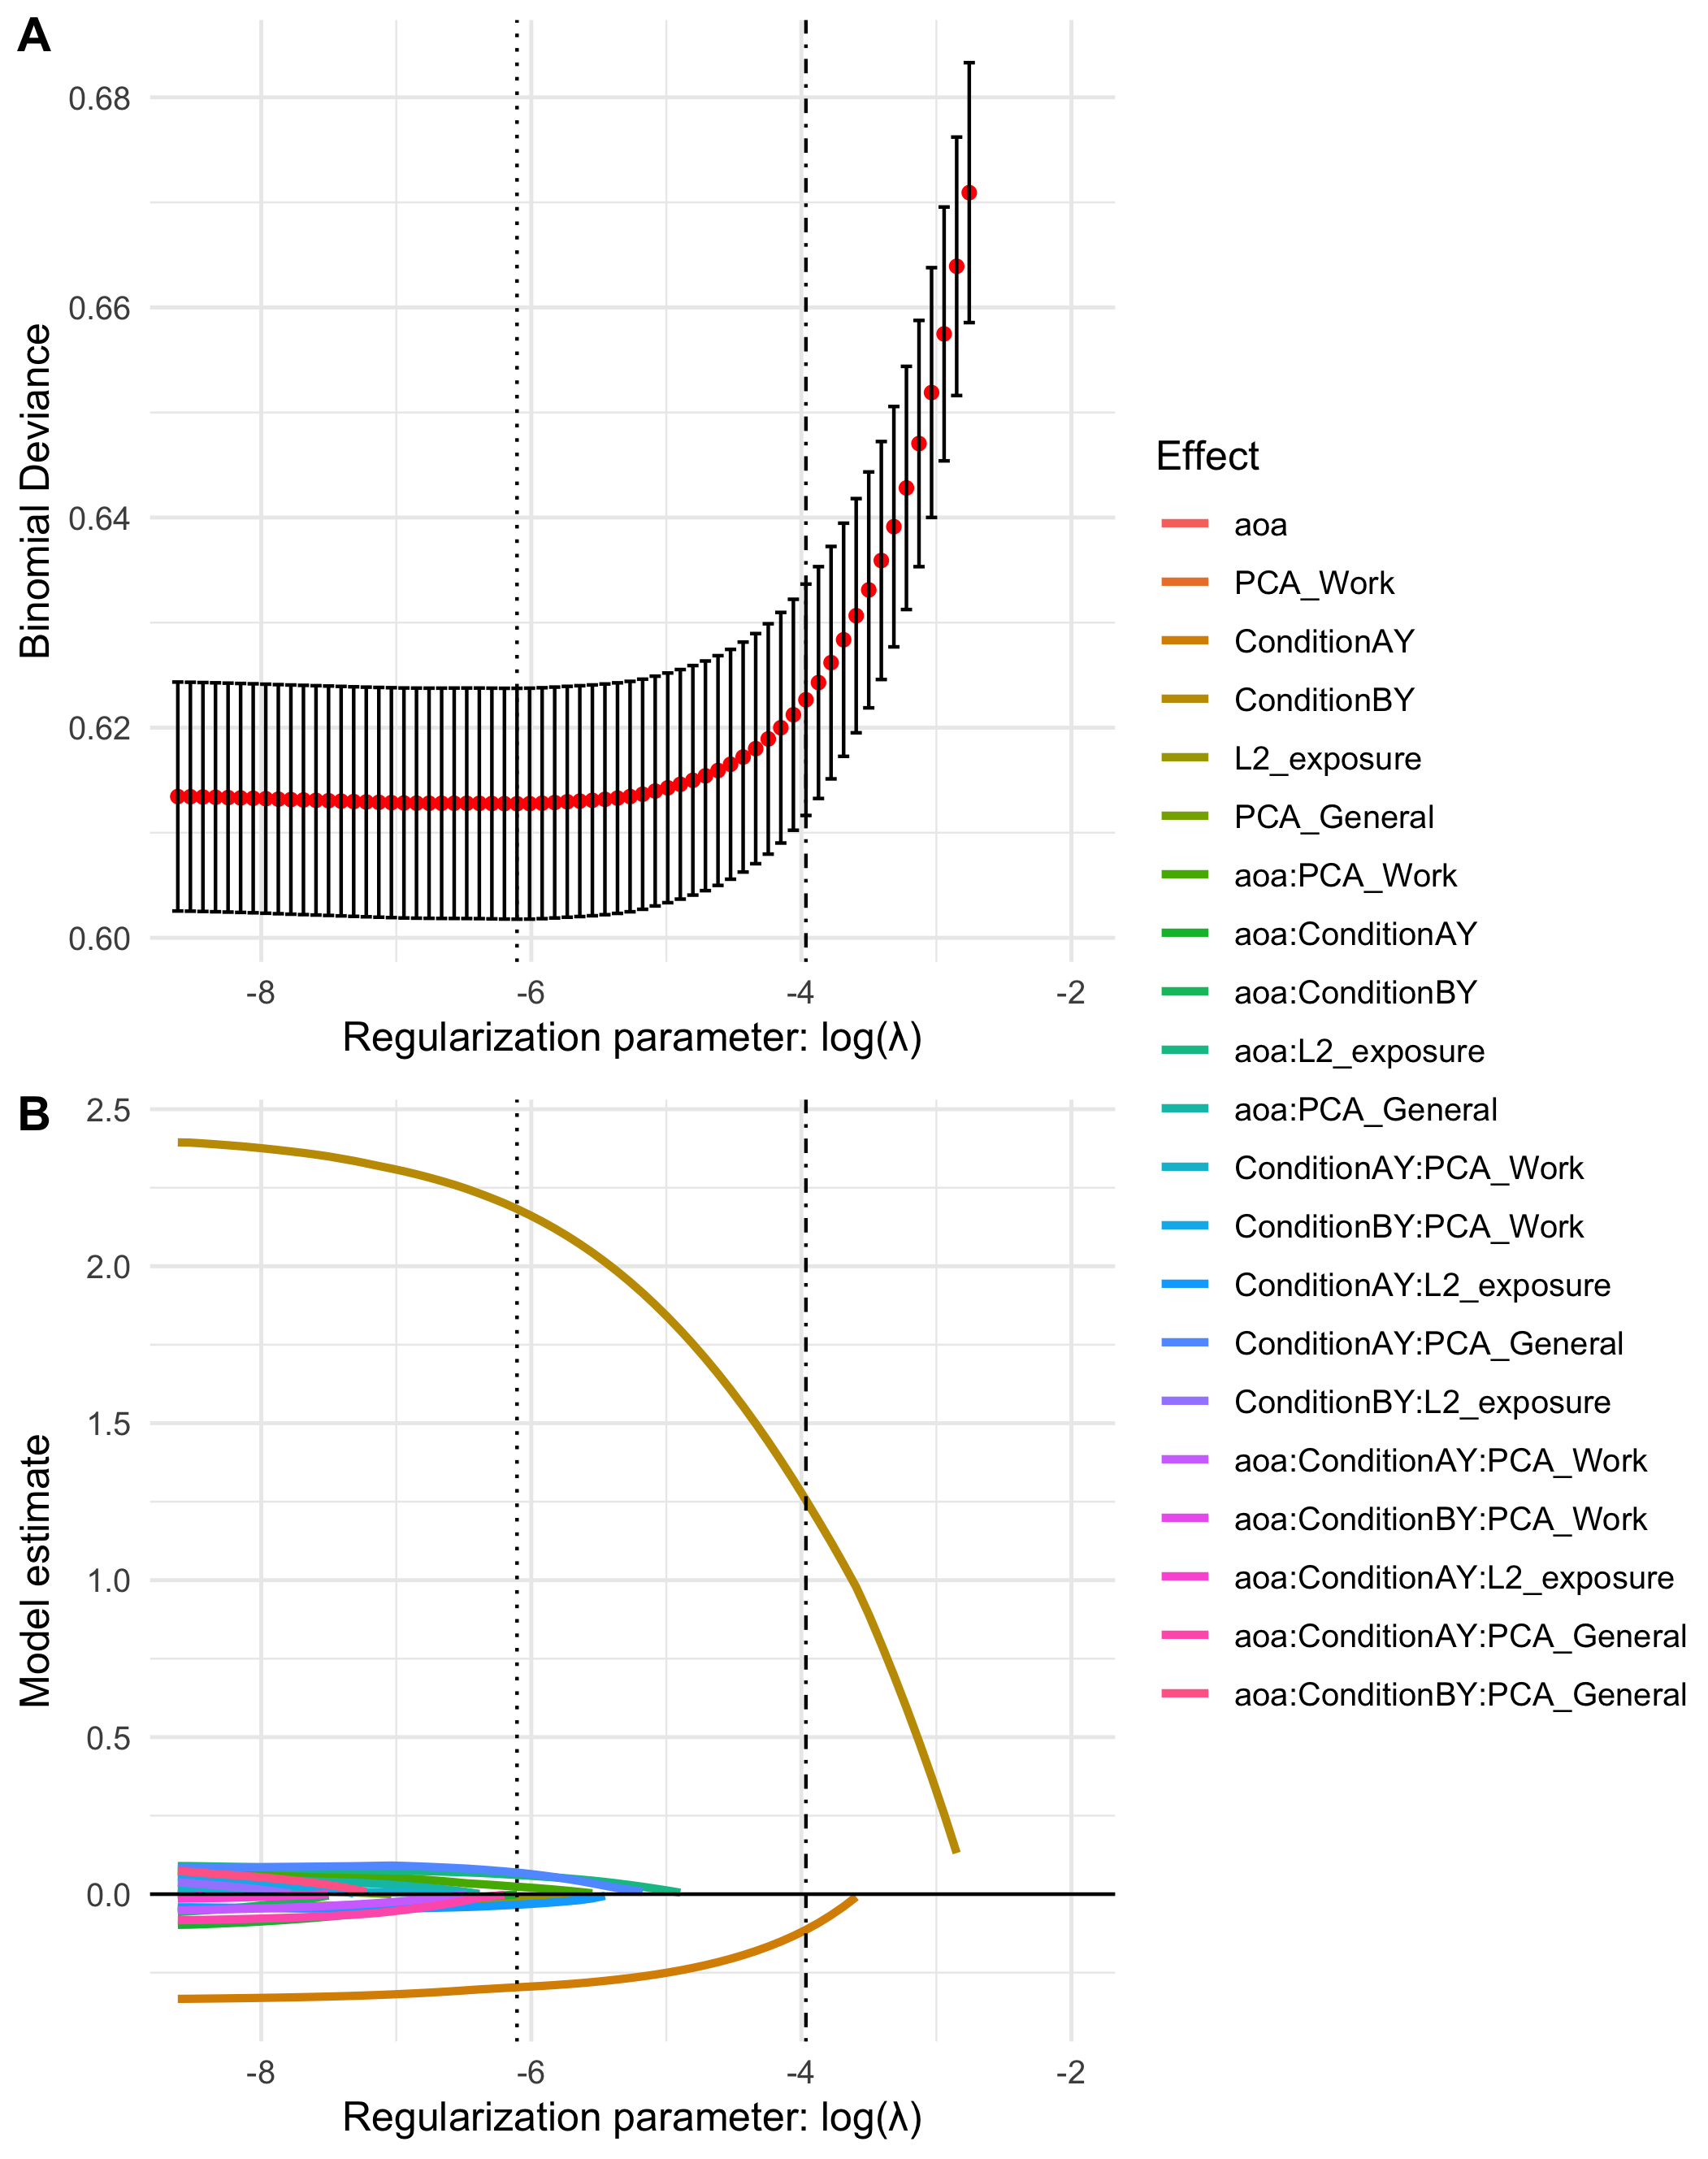 A
0.68
0.66
0.64
0.62
0.60
Binomial Deviance
-8
-6
-4
-2
Regularization parameter: log(λ)
B
2.5
2.0
1.5
1.0
0.5
0.0
Model estimate
-8
-6
-4
-2
Regularization parameter: log(λ)
Effect
aoa
PCA_Work
ConditionAY
ConditionBY
L2_exposure
PCA_General
aoa:PCA_Work
aoa:ConditionAY
aoa:ConditionBY
aoa:L2_exposure
aoa:PCA_General
ConditionAY:PCA_Work
ConditionBY:PCA_Work
ConditionAY:L2_exposure
ConditionAY:PCA_General
ConditionBY:L2_exposure
aoa:ConditionAY:PCA_Work
aoa:ConditionBY:PCA_Work
aoa:ConditionAY:L2_exposure
aoa:ConditionAY:PCA_General
aoa:ConditionBY:PCA_General